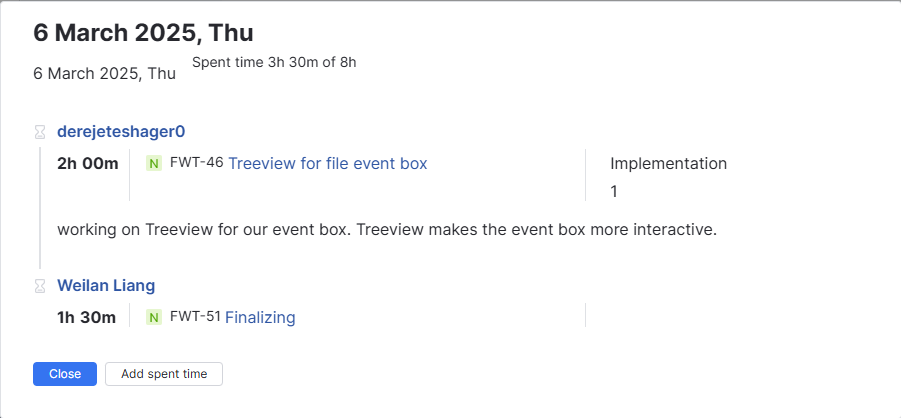 6 March 2025, Thu
6 March 2025, Thu Spent time 3h 30m of 8h
derejeteshager0
2h 00m N FWT-46 Treeview for file event box Implementation
1
working on Treeview for our event box. Treeview makes the event box more interactive.
Weilan Liang
1h 30m N FWT-51 Finalizing
Close Add spent time